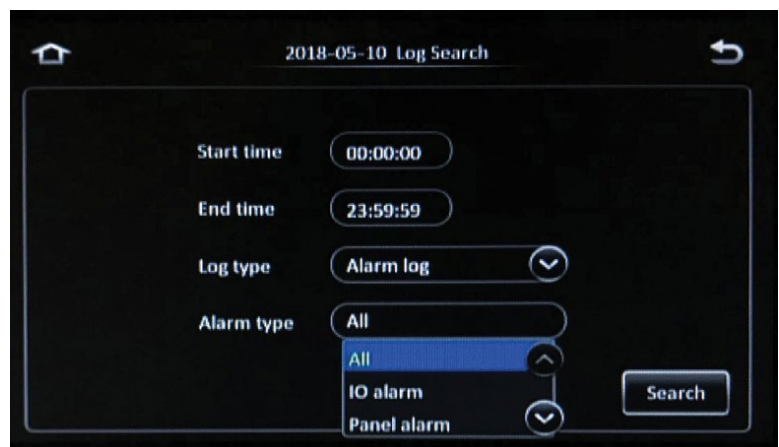 2018-05-10 Log Search
Start time 00:00:00
End time 23:59:59
Log type Alarm log
Alarm type All
All
IO alarm
Search
Panel alarm